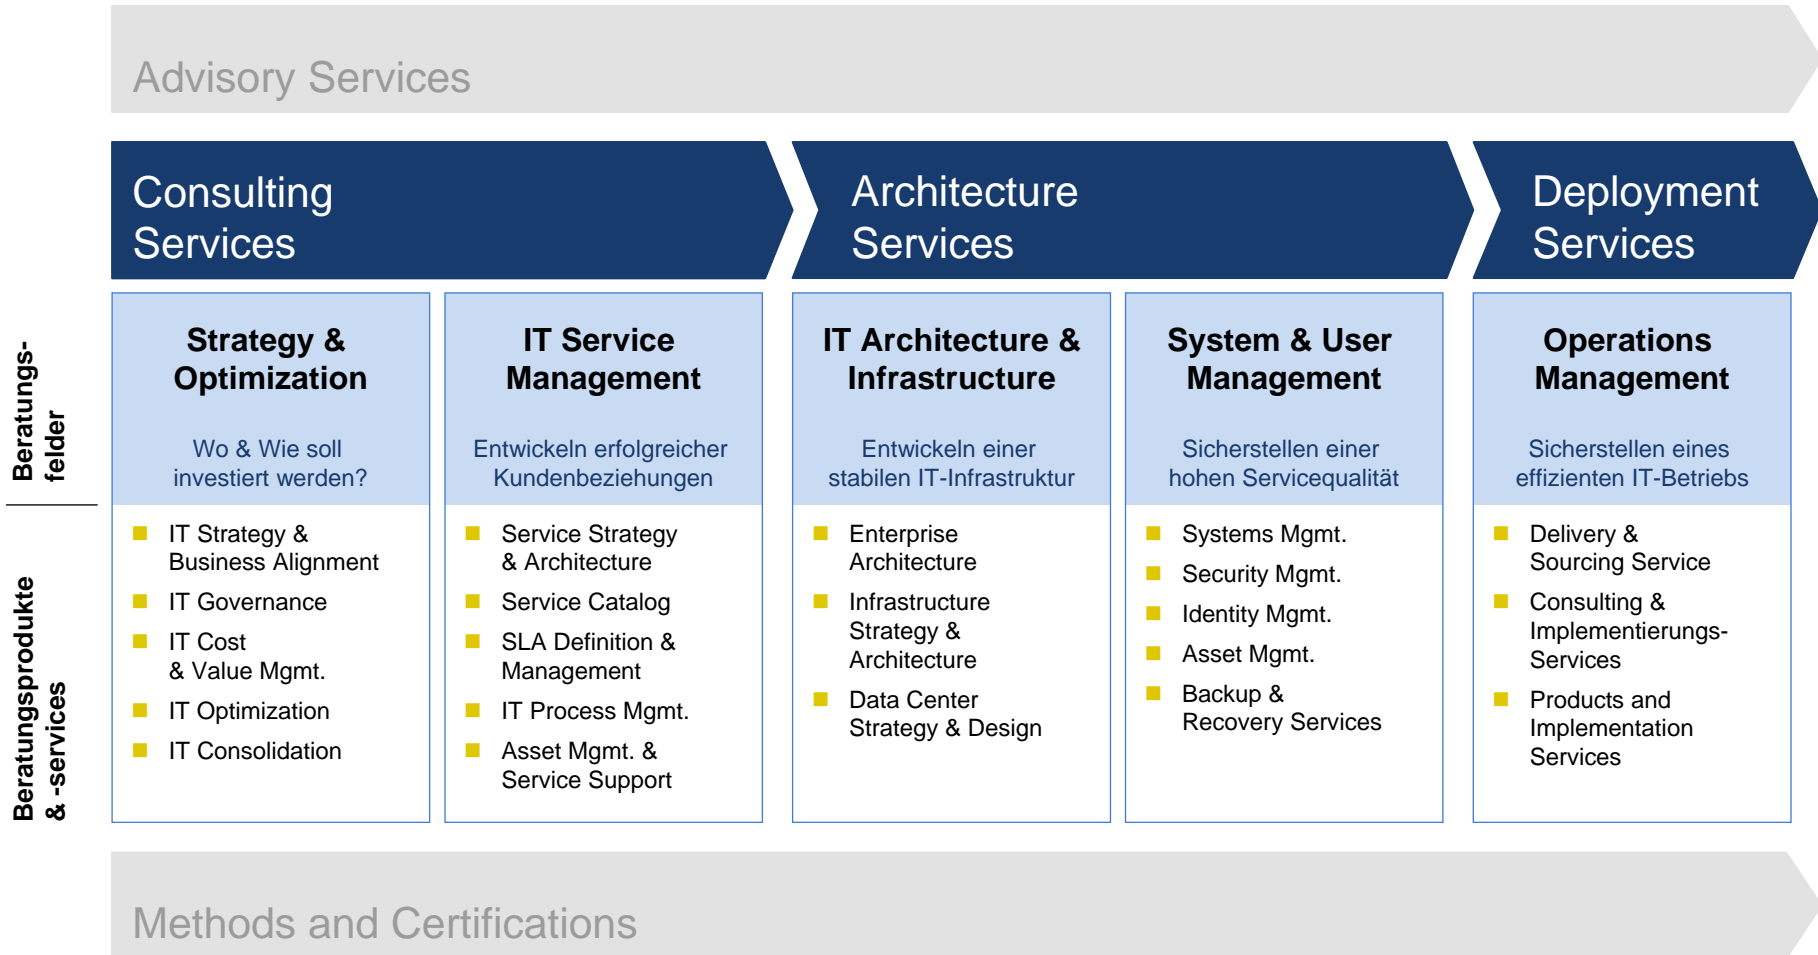 Advisory Services
Consulting
Services
Architecture
Services
Deployment
Services
Beratungs-
felder
Strategy &
Optimization
Wo & Wie soll
investiert werden?
IT Service
Management
Entwickeln erfolgreicher
Kundenbeziehungen
IT Architecture &
Infrastructure
Entwickeln einer
stabilen IT-Infrastruktur
System & User
Management
Sicherstellen einer
hohen Servicequalität
Operations
Management
Sicherstellen eines
effizienten IT-Betriebs
Beratungsprodukte
& -services
IT Strategy &
Business Alignment
IT Governance
IT Cost
& Value Mgmt.
IT Optimization
IT Consolidation
Service Strategy
& Architecture
Service Catalog
SLA Definition &
Management
IT Process Mgmt.
Asset Mgmt. &
Service Support
Enterprise
Architecture
Infrastructure
Strategy &
Architecture
Data Center
Strategy & Design
Systems Mgmt.
Security Mgmt.
Identity Mgmt.
Asset Mgmt.
Backup &
Recovery Services
Delivery &
Sourcing Service
Consulting &
Implementierungs-
Services
Products and
Implementation
Services
Methods and Certifications